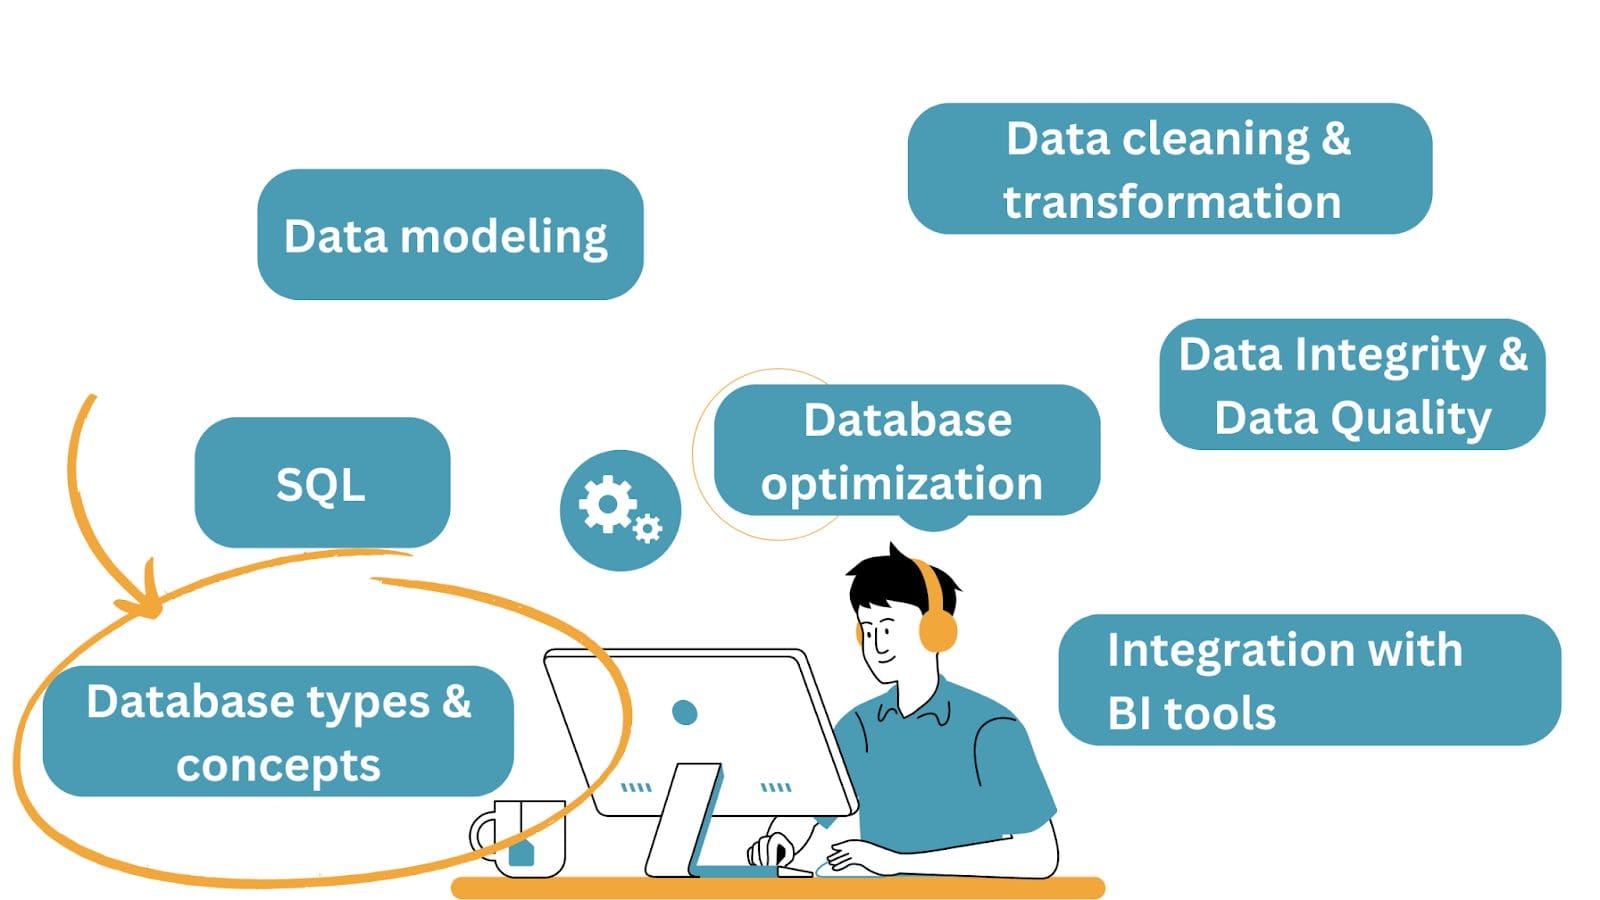 Data cleaning &
transformation
Data modeling
Data Integrity &
Data Quality
Database
optimization
SQL
Integration with
BI tools
Database types &
concepts